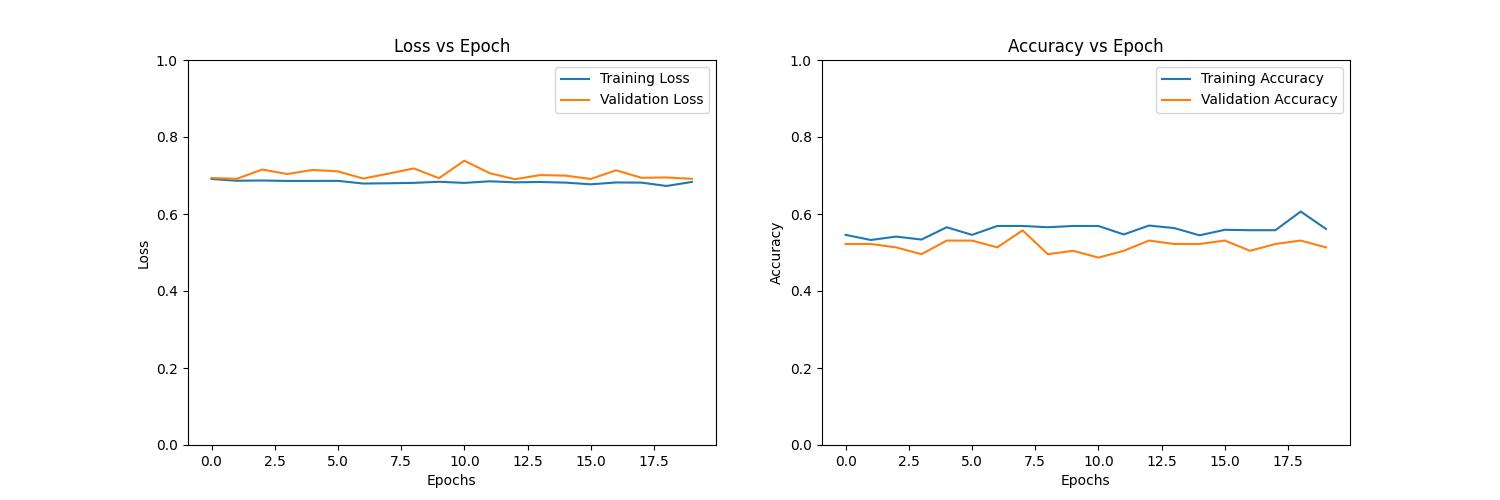 Loss vs Epoch
1.0
0.8
0.6
0.4
0.2
0.0
Loss
Training Loss
Validation Loss
0.0 2.5 5.0 7.5 10.0 12.5 15.0 17.5
Epochs
Accuracy vs Epoch
1.0
0.8
0.6
0.4
0.2
0.0
Accuracy
Training Accuracy
Validation Accuracy
0.0 2.5 5.0 7.5 10.0 12.5 15.0 17.5
Epochs